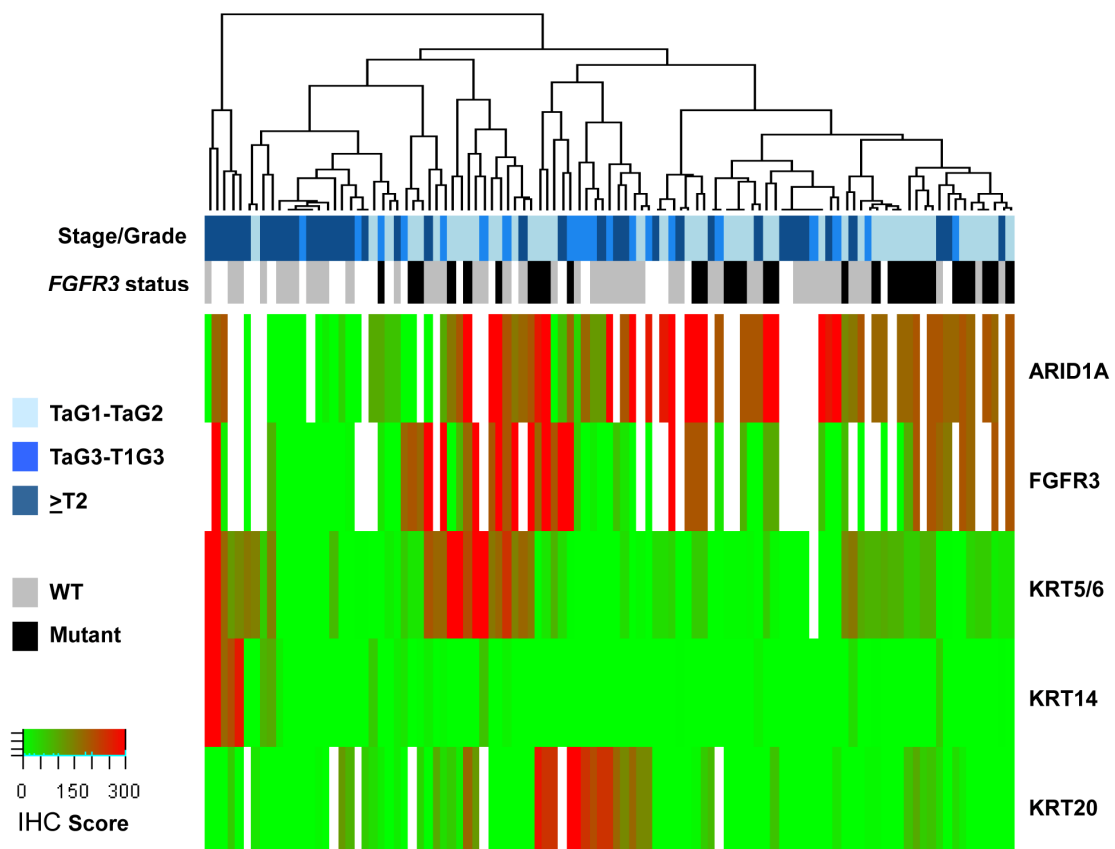 Stage/Grade
FGFR3 status
ARID1A
TaG1-TaG2
TaG3-T1G3
FGFR3
≥T2
KRT5/6
WT
Mutant
KRT14
0 150 300
IHC Score
KRT20